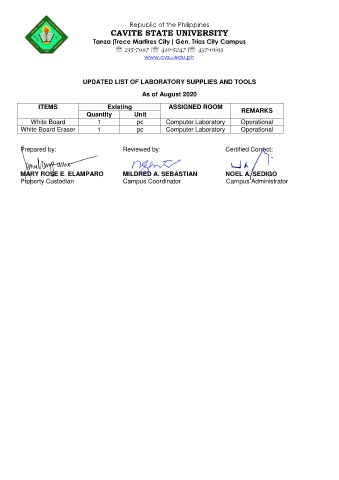 Republic of the Philippines
CAVITE STATE UNIVERSITY
Tanza |Trece Martires City | Gen. Trias City Campus
☏ 235-7997 |☏ 410-5247 |☏ 437-0693
www.cvsu.edu.ph
UPDATED LIST OF LABORATORY SUPPLIES AND TOOLS
As of August 2020
ITEMS Existing ASSIGNED ROOM REMARKS
Quantity Unit
White Board 1 pc Computer Laboratory Operational
White Board Eraser 1 pc Computer Laboratory Operational
Prepared by: Reviewed by: Certified Correct:
MARY ROSE E. ELAMPARO MILDRED A. SEBASTIAN NOEL A. SEDIGO
Property Custodian Campus Coordinator Campus Administrator